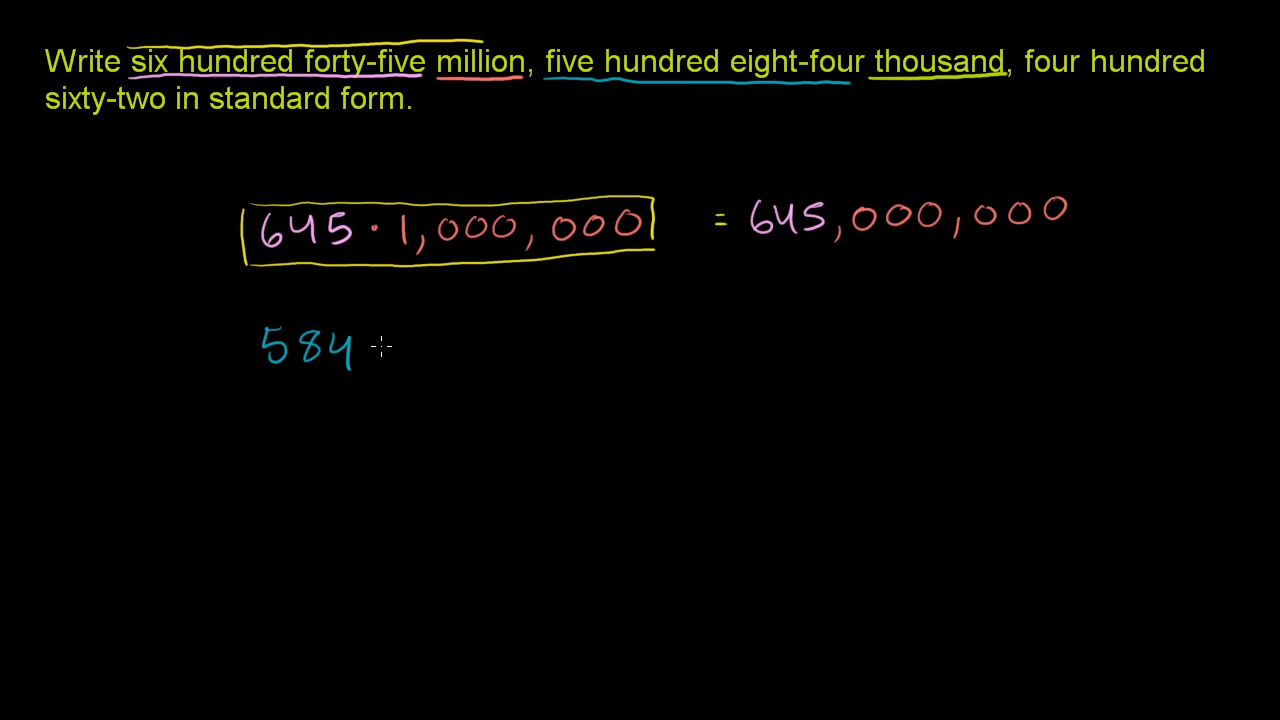 Write six hundred forty-five million, five hundred eight-four thousand, four hundred
sixty-two in standard form.
645 · 1,000,000 = 645,000,000
584